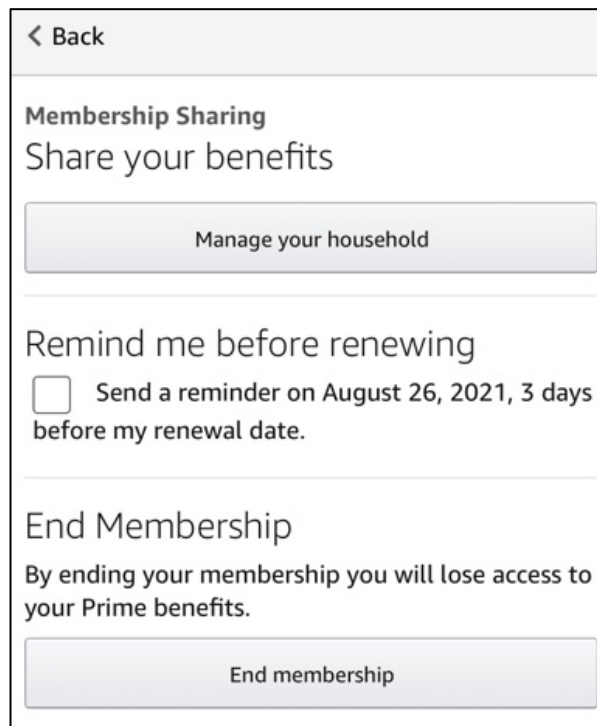 Back
Membership Sharing
Share your benefits
Manage your household
Remind me before renewing
Send a reminder on August 26, 2021, 3 days
before my renewal date.
End Membership
By ending your membership you will lose access to
your Prime benefits.
End membership